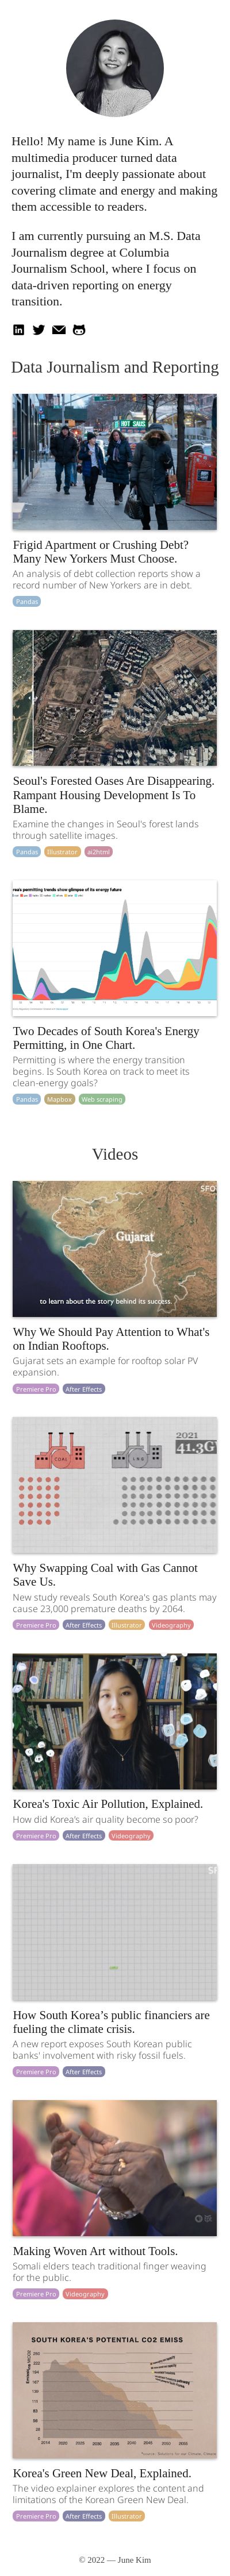 Hello! My name is June Kim. A
multimedia producer turned data
journalist, I'm deeply passionate about
covering climate and energy and making
them accessible to readers.
I am currently pursuing an M.S. Data
Journalism degree at Columbia
Journalism School, where I focus on
data-driven reporting on energy
transition.
Data Journalism and Reporting
HOT SALS
Frigid Apartment or Crushing Debt?
Many New Yorkers Must Choose.
An analysis of debt collection reports show a
record number of New Yorkers are in debt.
Pandas
Seoul's Forested Oases Are Disappearing.
Rampant Housing Development Is To
Blame.
Examine the changes in Seoul's forest lands
through satellite images.
Pandas Illustrator ai2html
reas permitting trends show glimpse of its energy future
Two Decades of South Korea's Energy
Permitting, in One Chart.
Permitting is where the energy transition
begins. Is South Korea on track to meet its
clean-energy goals?
Pandas Mapbox Web scraping
Videos
SFO
Gujarat
to learn about the story behind its success.
Why We Should Pay Attention to What's
on Indian Rooftops.
Gujarat sets an example for rooftop solar PV
expansion.
Premiere Pro After Effects
2021
41.3G
COAL
LNG
Why Swapping Coal with Gas Cannot
Save Us.
New study reveals South Korea's gas plants may
cause 23,000 premature deaths by 2064.
Premiere Pro After Effects Illustrator Videography
Korea's Toxic Air Pollution, Explained.
How did Korea's air quality become so poor?
Premiere Pro After Effects Videography
How South Korea’s public financiers are
fueling the climate crisis.
A new report exposes South Korean public
banks' involvement with risky fossil fuels.
Premiere Pro After Effects
Making Woven Art without Tools.
Somali elders teach traditional finger weaving
for the public.
Premiere Pro Videography
SOUTH KOREA'S POTENTIAL CO2 EMISS
Korea's Green New Deal, Explained.
The video explainer explores the context and
limitations of the Korean Green New Deal.
Premiere Pro After Effects Illustrator
© 2022 — June Kim